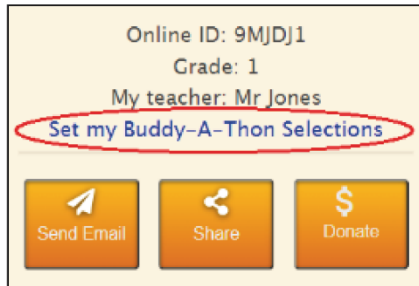 Online ID: 9MJDJ1
Grade: 1
My teacher: Mr Jones
Set my Buddy-A-Thon Selections
Send Email
Share
Donate